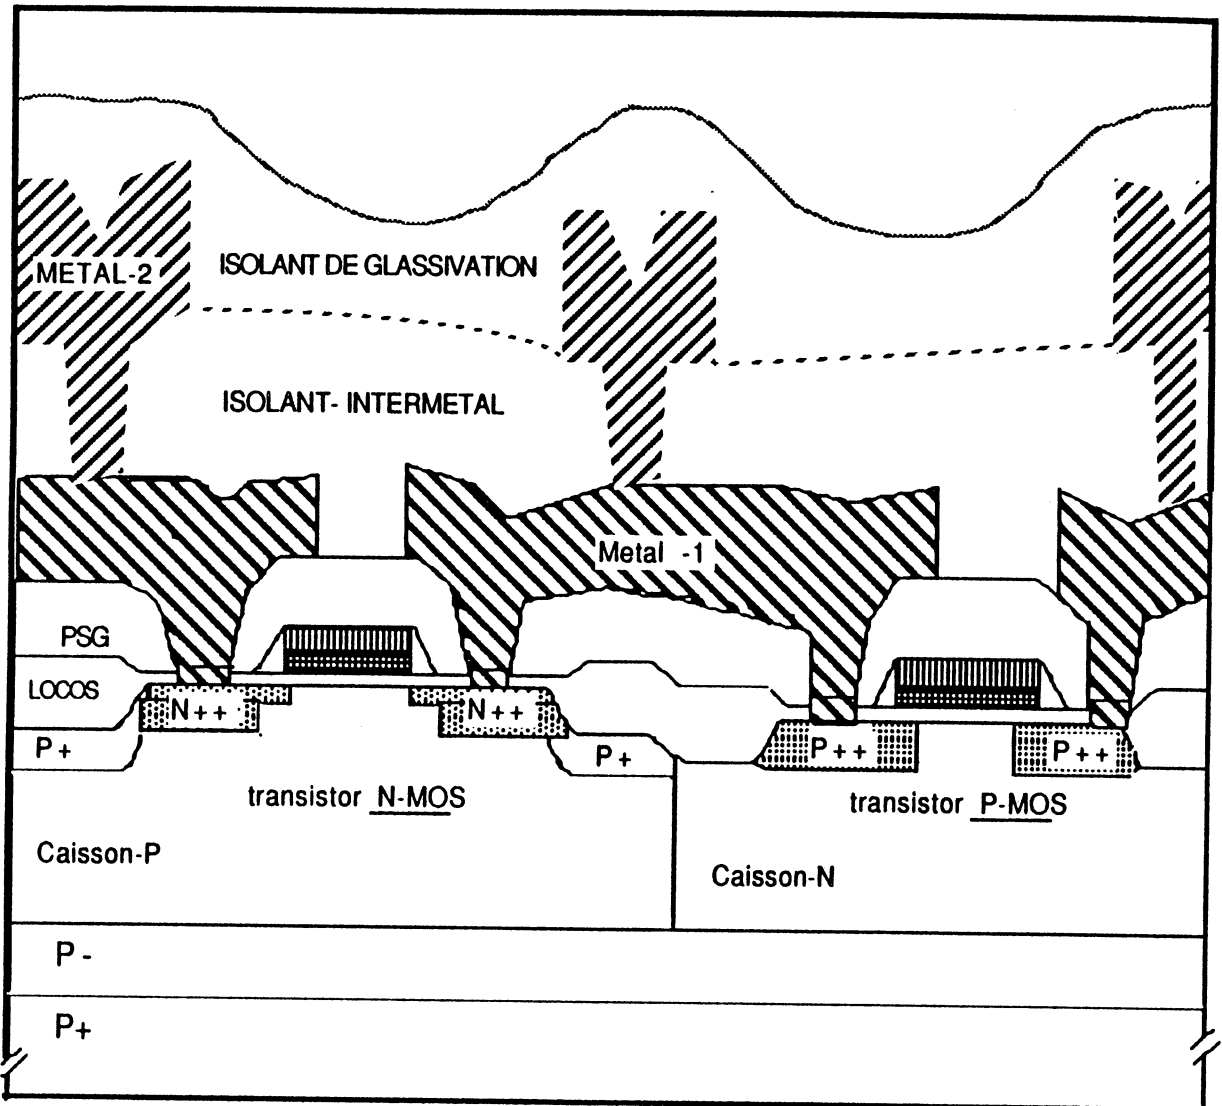 ISOLANT DE GLASSIVATION
METAL-2
ISOLANT- INTERMETAL
Metal -1
PSG
LOCOS
N++
N++
P+
P+
P++
P++
transistor N-MOS
transistor P-MOS
Caisson-P
Caisson-N
P -
P+